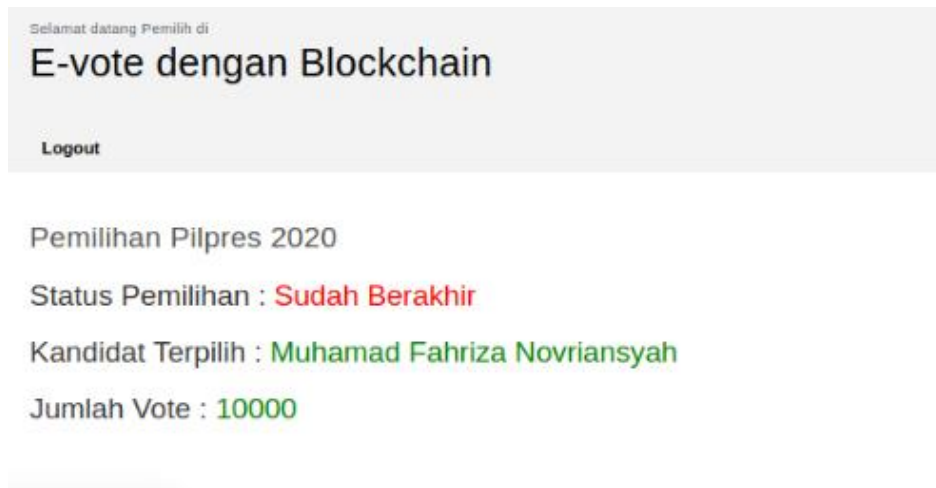 Selamat datang Pemilih di
E-vote dengan Blockchain
Logout
Pemilihan Pilpres 2020
Status Pemilihan : Sudah Berakhir
Kandidat Terpilih : Muhamad Fahriza Novriansyah
Jumlah Vote : 10000